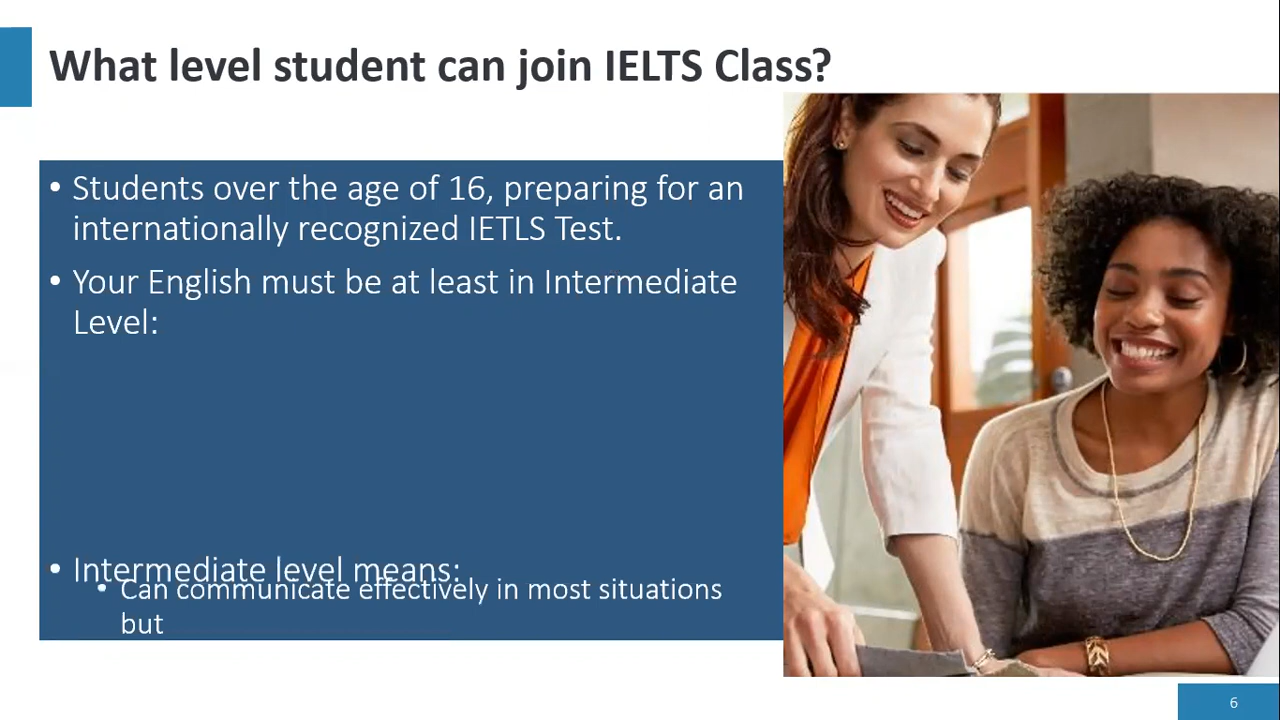 What level student can join IELTS Class?
• Students over the age of 16, preparing for an
internationally recognized IETLS Test.
• Your English must be at least in Intermediate
Level:
• Intermediate level means:
• Can communicate effectively in most situations
but
6